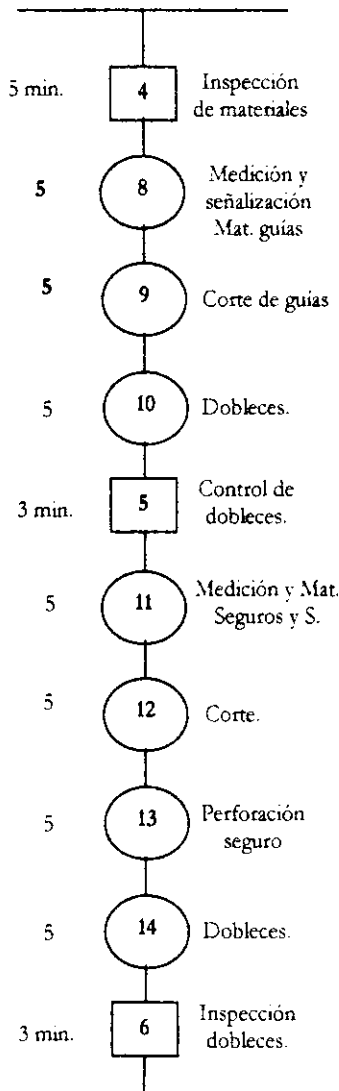 5 min.
4
Inspección
de materiales
5
8
Medición y
señalización
Mat. guías
5
9
Corte de guías
5
10
Dobleces.
3 min.
5
Control de
dobleces.
5
11
Medición y Mat.
Seguros y S.
5
12
Corte.
5
13
Perforación
seguro
5
14
Dobleces.
3 min.
6
Inspección
dobleces.